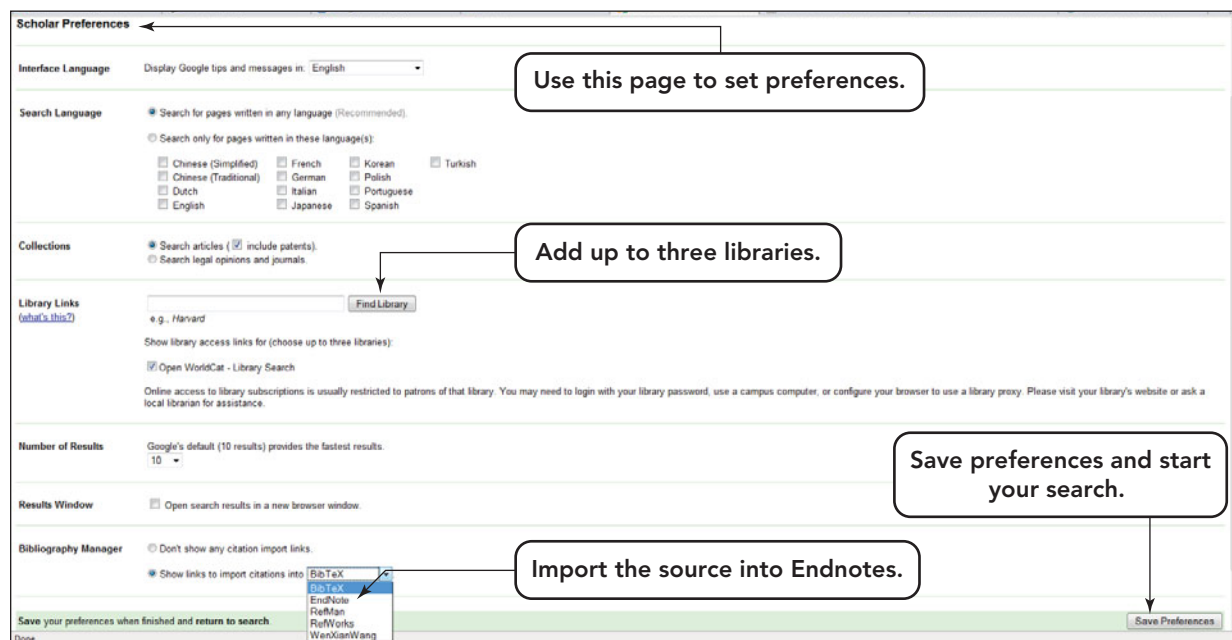 Scholar Preferences
Use this page to set preferences.
Interface Language Display Google tips and messages in: English
Search Language Search for pages written in any language (Recommended).
Search only for pages written in these language(s):
Chinese (Simplified) French Korean Turkish
Chinese (Traditional) German Polish
Dutch Italian Portuguese
English Japanese Spanish
Collections Search articles ( include patents).
Search legal opinions and journals.
Add up to three libraries.
Library Links Find Library
(what's this?) e.g., Harvard
Show library access links for (choose up to three libraries):
Open WorldCat - Library Search
Online access to library subscriptions is usually restricted to patrons of that library. You may need to login with your library password, use a campus computer, or configure your browser to use a library proxy. Please visit your library's website or ask a
local librarian for assistance.
Number of Results Google's default (10 results) provides the fastest results.
10
Save preferences and start
your search.
Results Window Open search results in a new browser window.
Bibliography Manager Don't show any citation import links.
Show links to import citations into BibTeX
Import the source into Endnotes.
BibTeX
EndNote
RefMan
RefWorks
WenXianWang
Save your preferences when finished and return to search. Save Preferences
Done